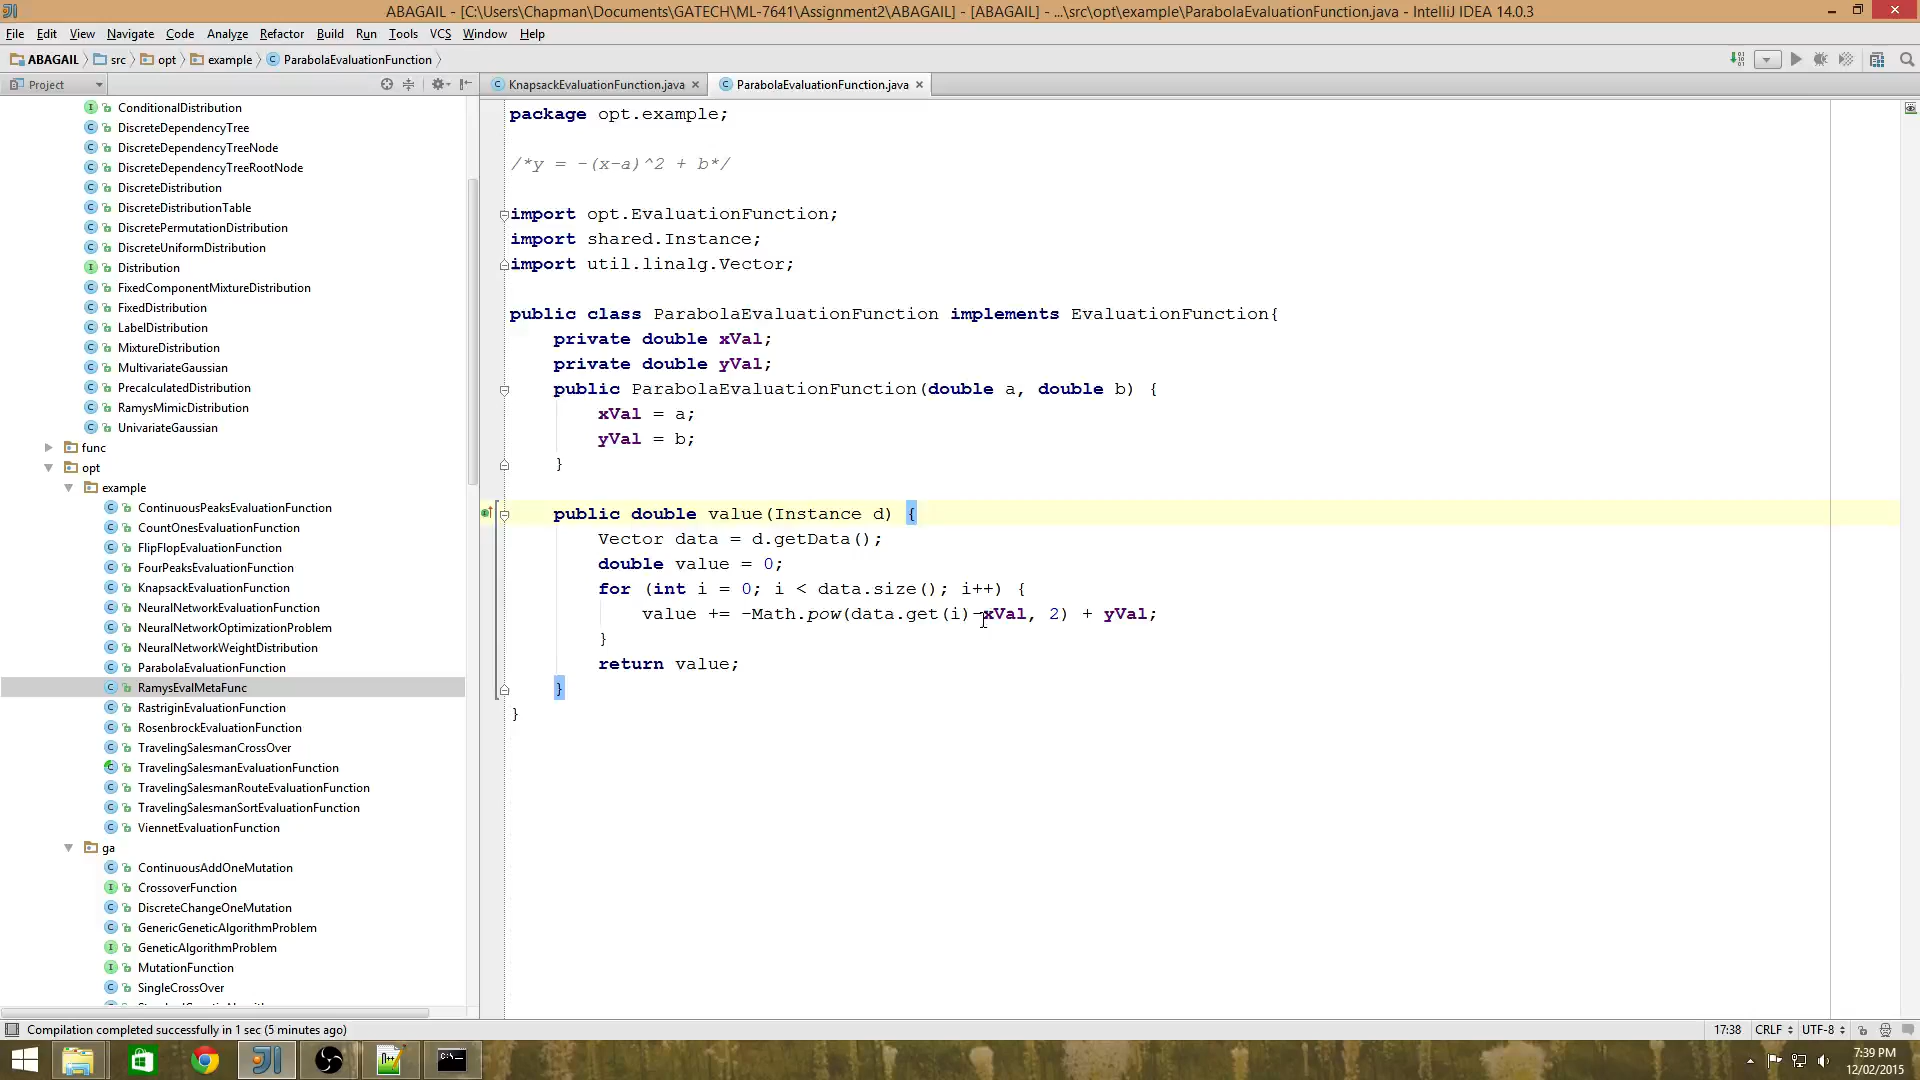 ABAGAIL - [C:\Users\Chapman\Documents\GATECH\ML-7641\Assignment2\ABAGAIL] - [ABAGAIL] - ...\src\opt\example\ParabolaEvaluationFunction.java - IntelliJ IDEA 14.0.3
File Edit View Navigate Code Analyze Refactor Build Run Tools VCS Window Help
ABAGAIL src opt example ParabolaEvaluationFunction
Project
KnapsackEvaluationFunction.java ParabolaEvaluationFunction.java
ConditionalDistribution
DiscreteDependencyTree
DiscreteDependencyTreeNode
DiscreteDependencyTreeRootNode
DiscreteDistribution
DiscreteDistributionTable
DiscretePermutationDistribution
DiscreteUniformDistribution
Distribution
FixedComponentMixtureDistribution
FixedDistribution
LabelDistribution
MixtureDistribution
MultivariateGaussian
PrecalculatedDistribution
RamysMimicDistribution
UnivariateGaussian
func
opt
example
ContinuousPeaksEvaluationFunction
CountOnesEvaluationFunction
FlipFlopEvaluationFunction
FourPeaksEvaluationFunction
KnapsackEvaluationFunction
NeuralNetworkEvaluationFunction
NeuralNetworkOptimizationProblem
NeuralNetworkWeightDistribution
ParabolaEvaluationFunction
RamysEvalMetaFunc
RastriginEvaluationFunction
RosenbrockEvaluationFunction
TravelingSalesmanCrossOver
TravelingSalesmanEvaluationFunction
TravelingSalesmanRouteEvaluationFunction
TravelingSalesmanSortEvaluationFunction
ViennetEvaluationFunction
ga
ContinuousAddOneMutation
CrossoverFunction
DiscreteChangeOneMutation
GenericGeneticAlgorithmProblem
GeneticAlgorithmProblem
MutationFunction
SingleCrossOver
package opt.example;
/*y = -(x-a)^2 + b*/
import opt.EvaluationFunction;
import shared.Instance;
import util.linalg.Vector;
public class ParabolaEvaluationFunction implements EvaluationFunction{
private double xVal;
private double yVal;
public ParabolaEvaluationFunction(double a, double b) {
xVal = a;
yVal = b;
}
public double value(Instance d) {
Vector data = d.getData();
double value = 0;
for (int i = 0; i < data.size(); i++) {
value += -Math.pow(data.get(i)-xVal, 2) + yVal;
}
return value;
}
}
Compilation completed successfully in 1 sec (5 minutes ago)
17:38 CRLF UTF-8
7:39 PM
12/02/2015